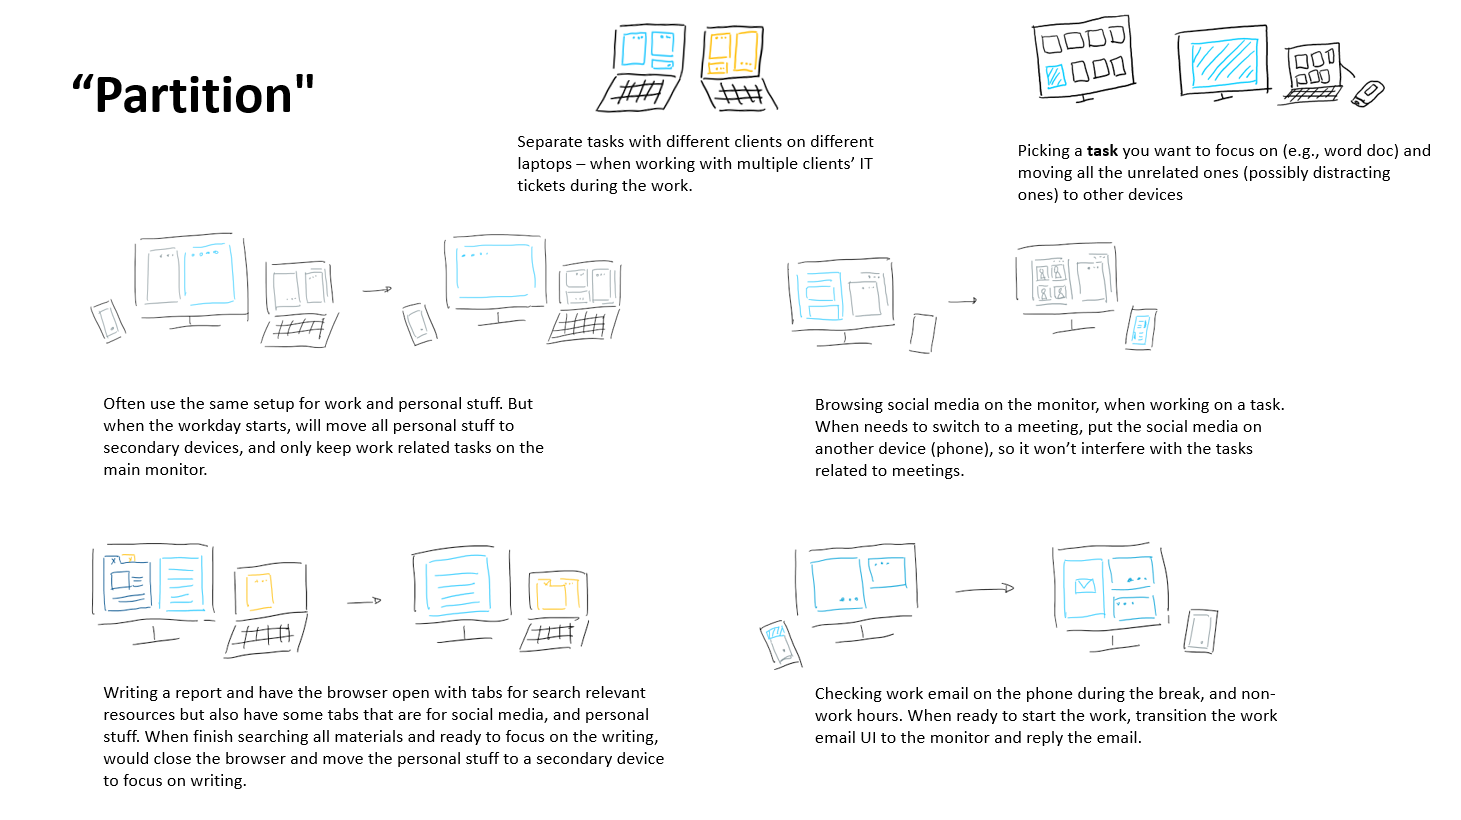 “Partition"
Separate tasks with different clients on different
laptops – when working with multiple clients’ IT
tickets during the work.
Picking a task you want to focus on (e.g., word doc) and
moving all the unrelated ones (possibly distracting
ones) to other devices
Often use the same setup for work and personal stuff. But
when the workday starts, will move all personal stuff to
secondary devices, and only keep work related tasks on the
main monitor.
Browsing social media on the monitor, when working on a task.
When needs to switch to a meeting, put the social media on
another device (phone), so it won’t interfere with the tasks
related to meetings.
Writing a report and have the browser open with tabs for search relevant
resources but also have some tabs that are for social media, and personal
stuff. When finish searching all materials and ready to focus on the writing,
would close the browser and move the personal stuff to a secondary device
to focus on writing.
Checking work email on the phone during the break, and non-
work hours. When ready to start the work, transition the work
email UI to the monitor and reply the email.